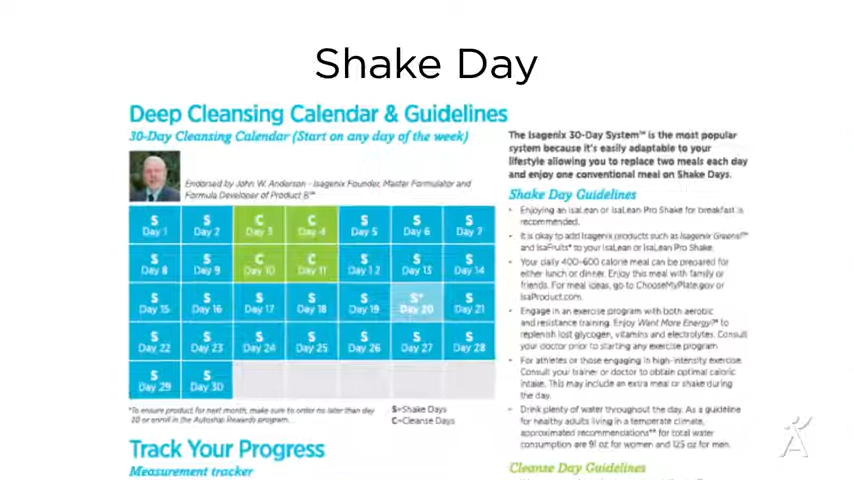 Shake Day
Deep Cleansing Calendar & Guidelines
30-Day Cleansing Calendar (Start on any day of the week)
Endorsed by John W. Anderson - Isagenix Founder, Master Formulator and
Formula Developer of Product B℠
S S C C S S S
Day 1 Day 2 Day 3 Day 4 Day 5 Day 6 Day 7
S S C C S S S
Day 8 Day 9 Day 10 Day 11 Day 12 Day 13 Day 14
S S S S S S* S
Day 15 Day 16 Day 17 Day 18 Day 19 Day 20 Day 21
S S S S S S S
Day 22 Day 23 Day 24 Day 25 Day 26 Day 27 Day 28
S S
Day 29 Day 30
*To ensure product for next month, make sure to order no later than day
20 or enroll in the Autoship Rewards program.
S=Shake Days
C=Cleanse Days
Track Your Progress
Measurement tracker
The Isagenix 30-Day System™ is the most popular
system because it's easily adaptable to your
lifestyle allowing you to replace two meals each day
and enjoy one conventional meal on Shake Days.
Shake Day Guidelines
• Enjoying an IsaLean or IsaLean Pro Shake for breakfast is
recommended.
• It is okay to add Isagenix products such as Isagenix Greens™
and IsaFruits® to your IsaLean or IsaLean Pro Shake.
• Your daily 400-600 calorie meal can be prepared for
either lunch or dinner. Enjoy this meal with family or
friends. For meal ideas, go to ChooseMyPlate.gov or
IsaProduct.com.
• Engage in an exercise program with both aerobic
and resistance training. Enjoy Want More Energy?® to
replenish lost glycogen, vitamins and electrolytes. Consult
your doctor prior to starting any exercise program.
• For athletes or those engaging in high-intensity exercise.
Consult your trainer or doctor to obtain optimal caloric
intake. This may include an extra meal or shake during
the day.
• Drink plenty of water throughout the day. As a guideline
for healthy adults living in a temperate climate,
approximated recommendations** for total water
consumption are 91 oz for women and 125 oz for men.
Cleanse Day Guidelines